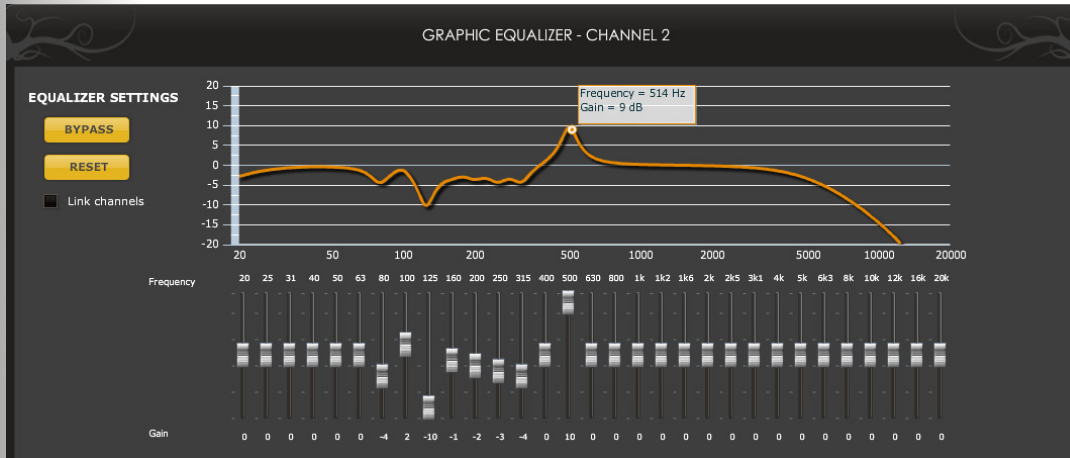 GRAPHIC EQUALIZER - CHANNEL 2
EQUALIZER SETTINGS
BYPASS
RESET
Link channels
20
15
10
5
0
-5
-10
-15
-20
Frequency = 514 Hz
Gain = 9 dB
20 50 100 200 500 1000 2000 5000 10000 20000
Frequency 20 25 31 40 50 63 80 100 125 160 200 250 315 400 500 630 800 1k 1k2 1k6 2k 2k5 3k1 4k 5k 6k3 8k 10k 12k 16k 20k
Gain 0 0 0 0 0 0 -4 2 -10 -1 -2 -3 -4 0 10 0 0 0 0 0 0 0 0 0 0 0 0 0 0 0 0